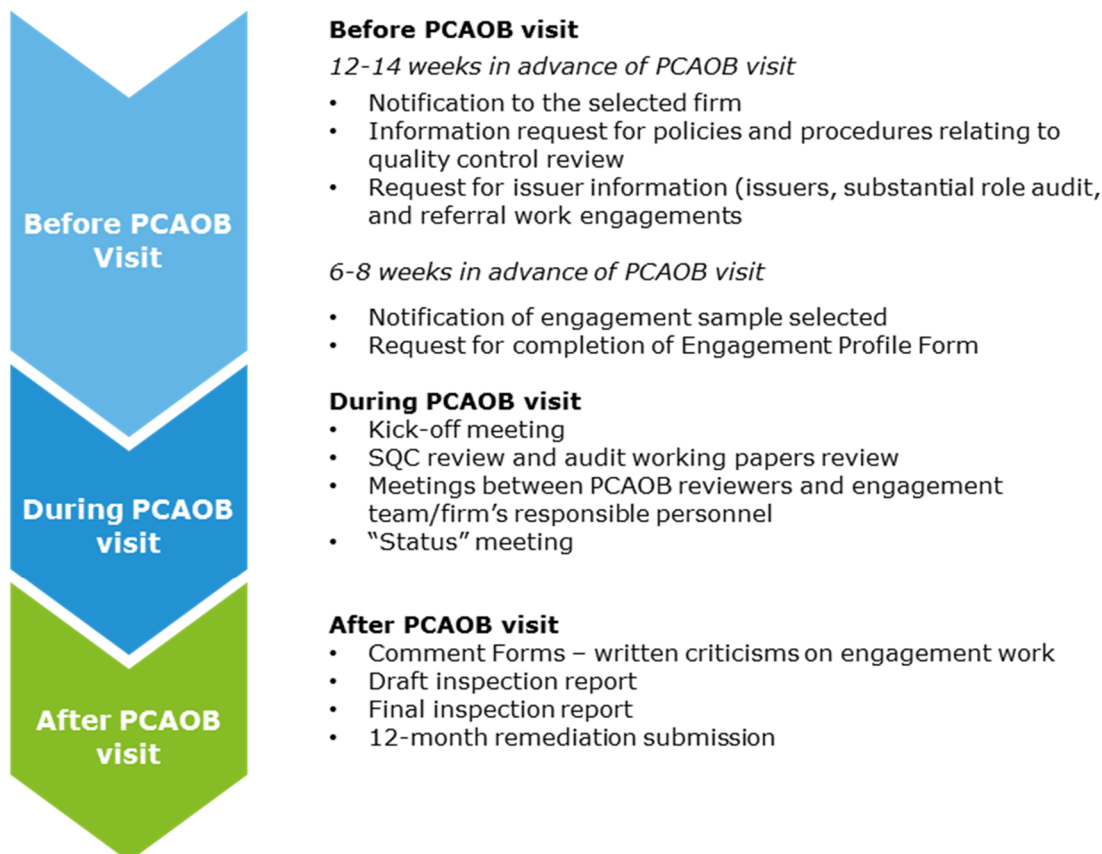 Before PCAOB
Visit
Before PCAOB visit
12-14 weeks in advance of PCAOB visit
• Notification to the selected firm
• Information request for policies and procedures relating to
quality control review
• Request for issuer information (issuers, substantial role audit,
and referral work engagements
6-8 weeks in advance of PCAOB visit
• Notification of engagement sample selected
• Request for completion of Engagement Profile Form
During PCAOB
visit
During PCAOB visit
• Kick-off meeting
• SQC review and audit working papers review
• Meetings between PCAOB reviewers and engagement
team/firm’s responsible personnel
• “Status” meeting
After PCAOB
visit
After PCAOB visit
• Comment Forms – written criticisms on engagement work
• Draft inspection report
• Final inspection report
• 12-month remediation submission